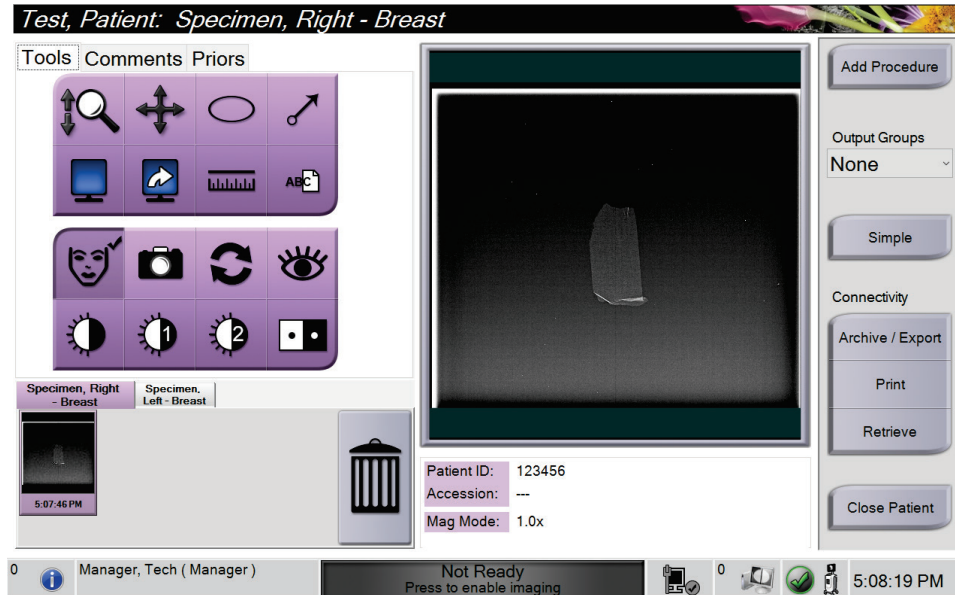 Test, Patient:  Specimen, Right - Breast
Tools Comments Priors
ABC
1 2
Specimen, Right
- Breast
Specimen,
Left - Breast
5:07:46 PM
Patient ID: 123456
Accession: ---
Mag Mode: 1.0x
Add Procedure
Output Groups
None
Simple
Connectivity
Archive / Export
Print
Retrieve
Close Patient
0 Manager, Tech ( Manager )
Not Ready
Press to enable imaging
0 5:08:19 PM